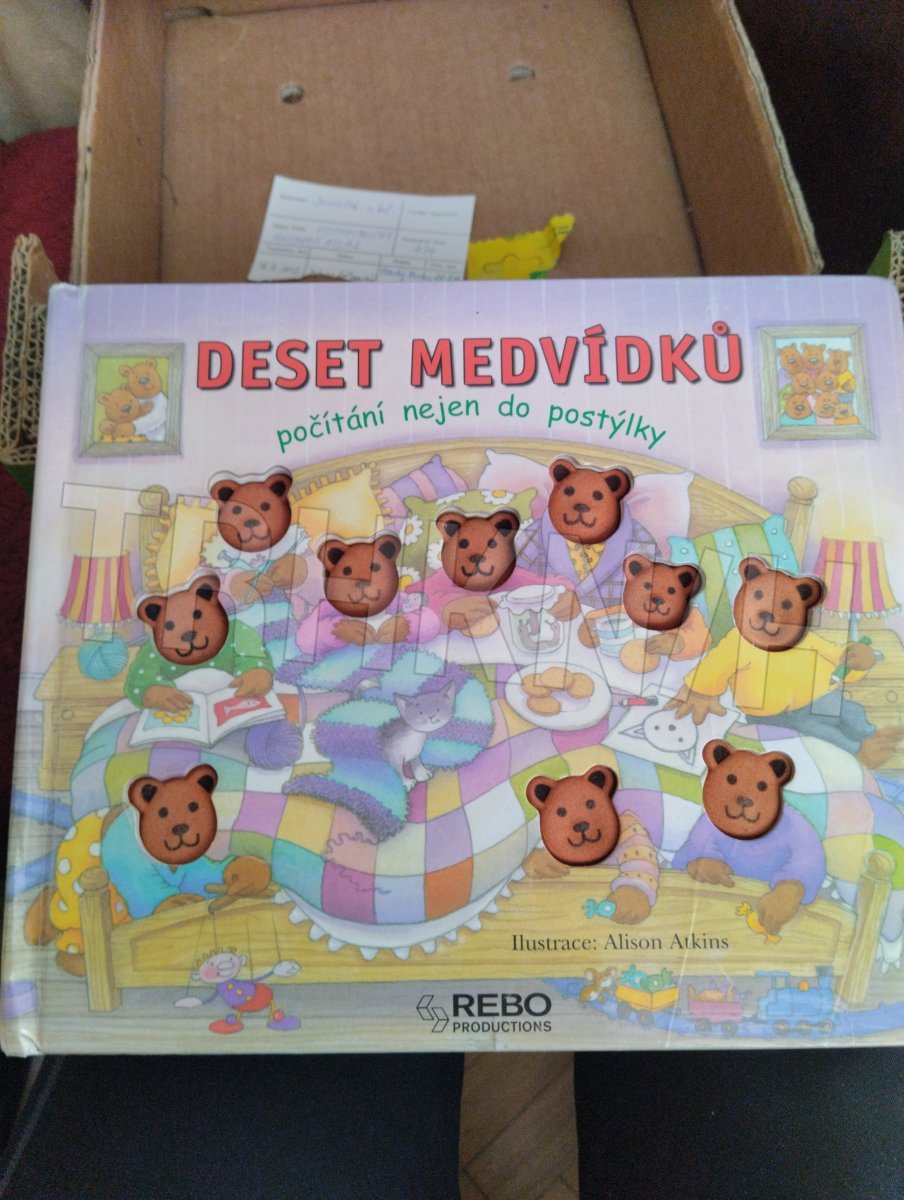 DESET MEDVÍDKŮ
počítání nejen do postýlky
Ilustrace: Alison Atkins
REBO
PRODUCTIONS